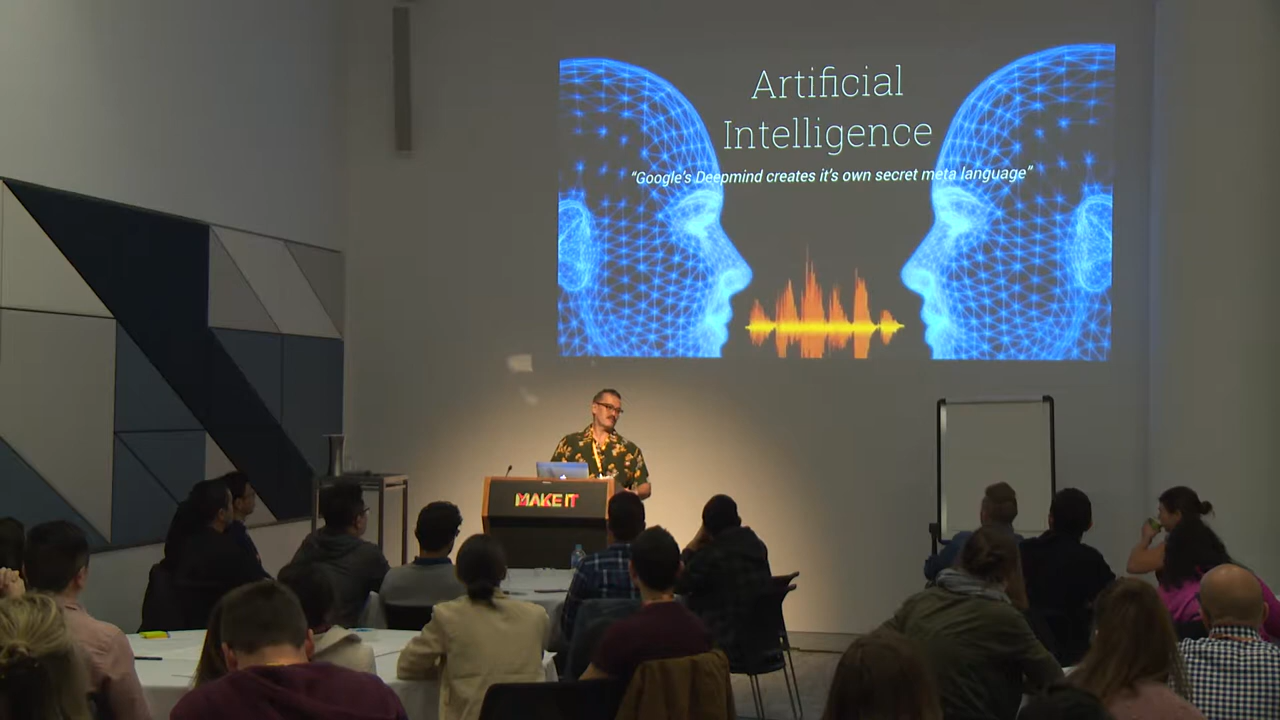 Artificial
Intelligence
“Google's Deepmind creates it's own secret meta language”
MAKE IT